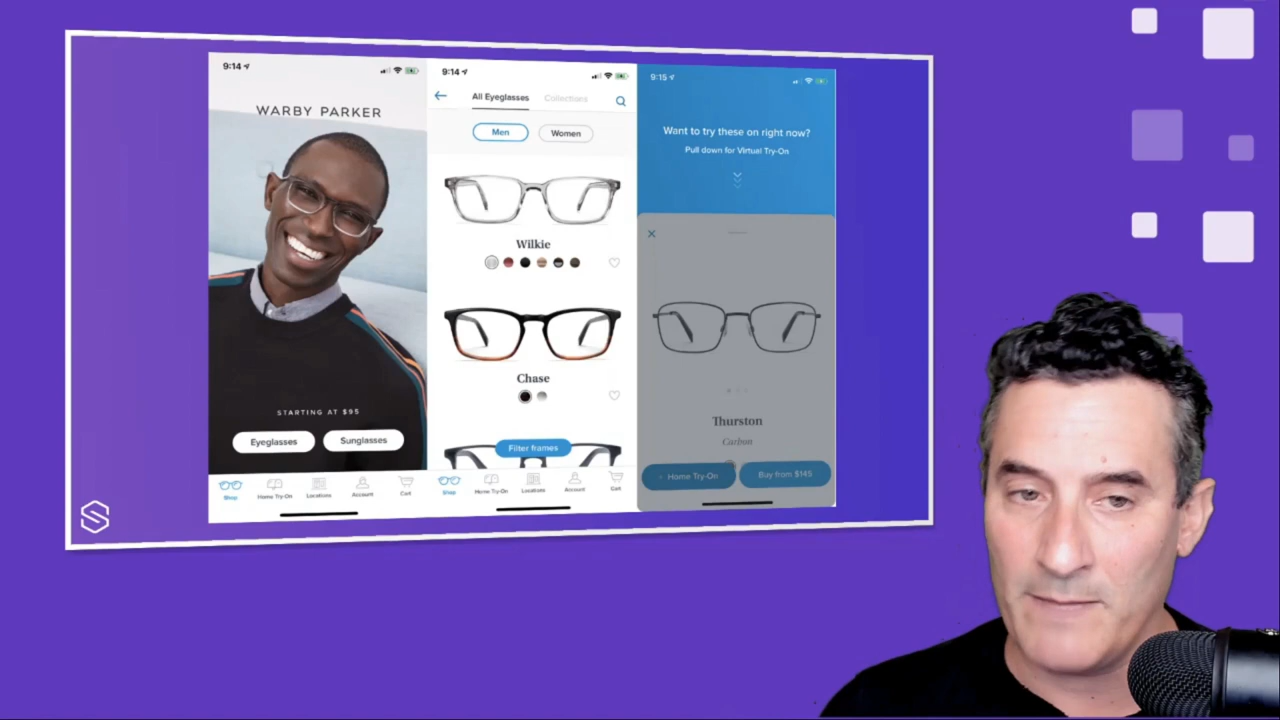 9:14
WARBY PARKER
STARTING AT $95
Eyeglasses
Sunglasses
Shop
Home Try-On
Locations
Account
Cart
9:14
All Eyeglasses
Collections
Men
Women
Wilkie
Chase
Filter frames
Shop
Home Try-On
Locations
Account
Cart
9:15
Want to try these on right now?
Pull down for Virtual Try-On
Thurston
Carbon
Home Try-On
Buy from $145